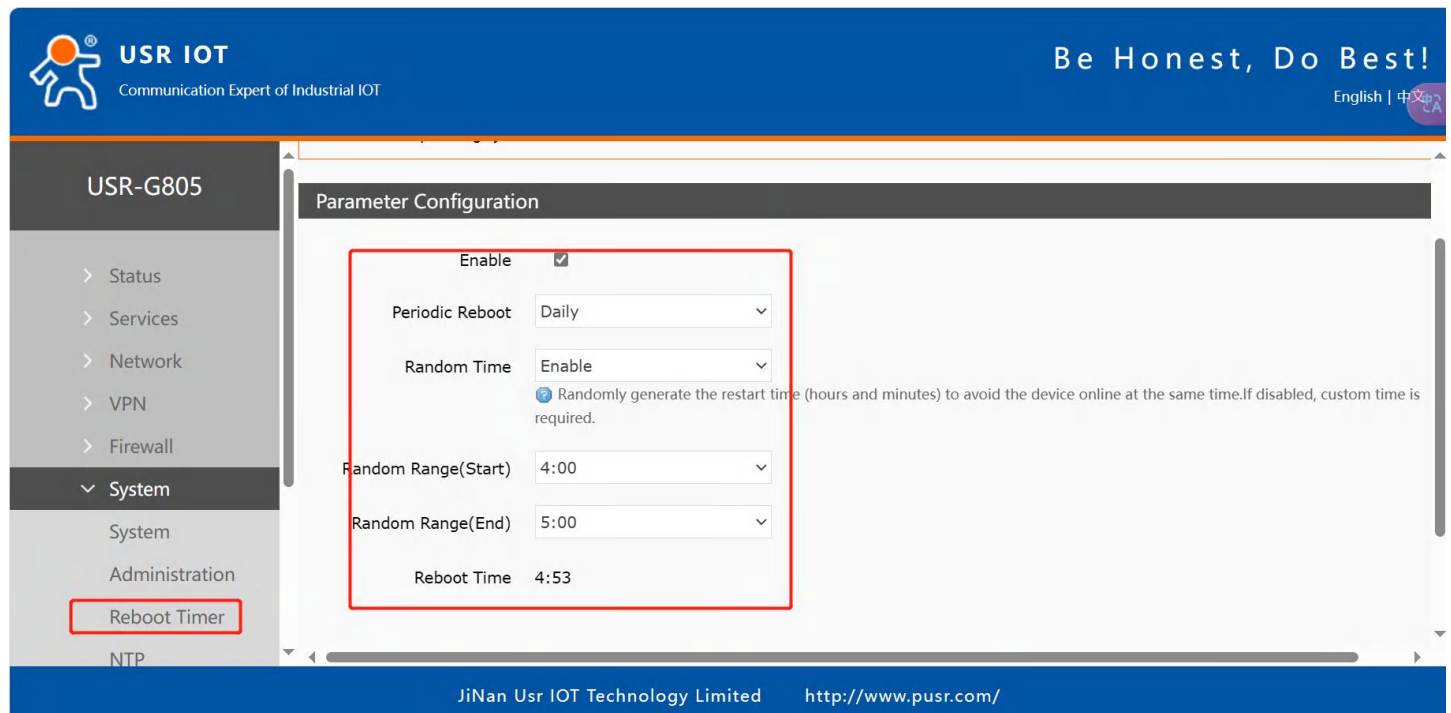 USR IOT
Communication Expert of Industrial IOT
Be Honest, Do Best!
English | 中文
USR-G805
Status
Services
Network
VPN
Firewall
System
System
Administration
Reboot Timer
NTP
Parameter Configuration
Enable
Periodic Reboot Daily
Random Time Enable
Randomly generate the restart time (hours and minutes) to avoid the device online at the same time.If disabled, custom time is
required.
Random Range(Start) 4:00
Random Range(End) 5:00
Reboot Time 4:53
JiNan Usr IOT Technology Limited http://www.pusr.com/